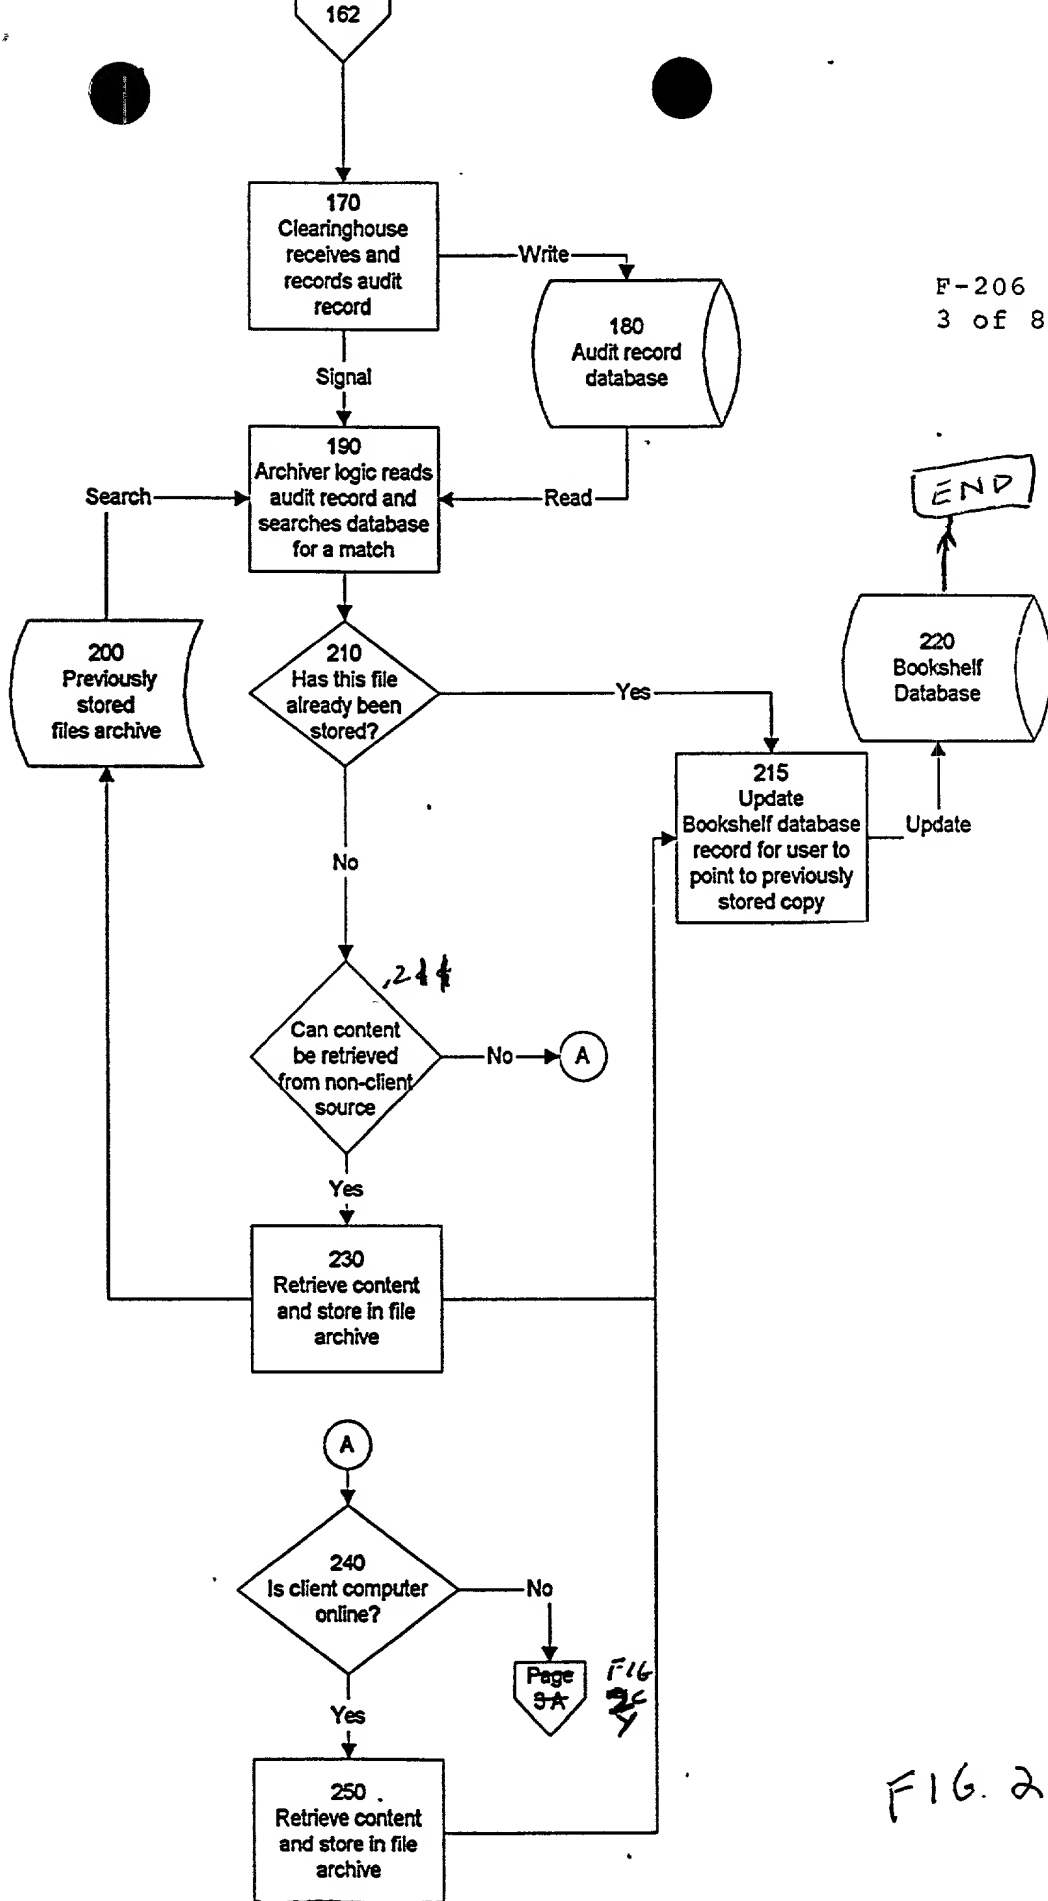 162
170
Clearinghouse
receives and
records audit
record
Write
F-206
3 of 8
180
Audit record
database
Signal
190
Archiver logic reads
audit record and
searches database
for a match
Search
Read
END
200
Previously
stored
files archive
210
Has this file
already been
stored?
Yes
220
Bookshelf
Database
215
Update
Bookshelf database
record for user to
point to previously
stored copy
Update
No
Can content
be retrieved
from non-client
source
No
A
Yes
230
Retrieve content
and store in file
archive
A
240
Is client computer
online?
No
Page
3-A
FIG
Yes
250
Retrieve content
and store in file
archive
FIG. 2